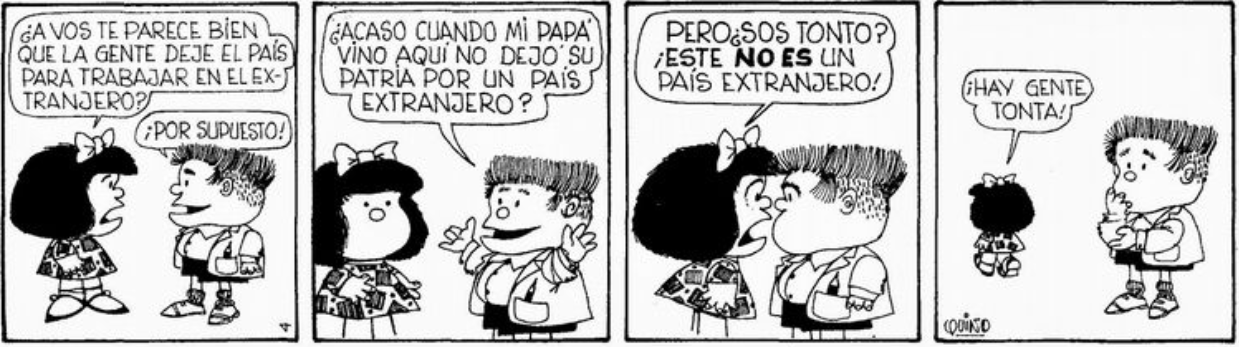 ¿A VOS TE PARECE BIEN
QUE LA GENTE DEJE EL PAÍS
PARA TRABAJAR EN EL EX-
TRANJERO?
¡POR SUPUESTO!
4
¿ACASO CUANDO MI PAPÁ
VINO AQUÍ NO DEJÓ SU
PATRIA POR UN PAÍS
EXTRANJERO?
PERO¿SOS TONTO?
¡ESTE NO ES UN
PAÍS EXTRANJERO!
¡HAY GENTE
TONTA!
QUINO